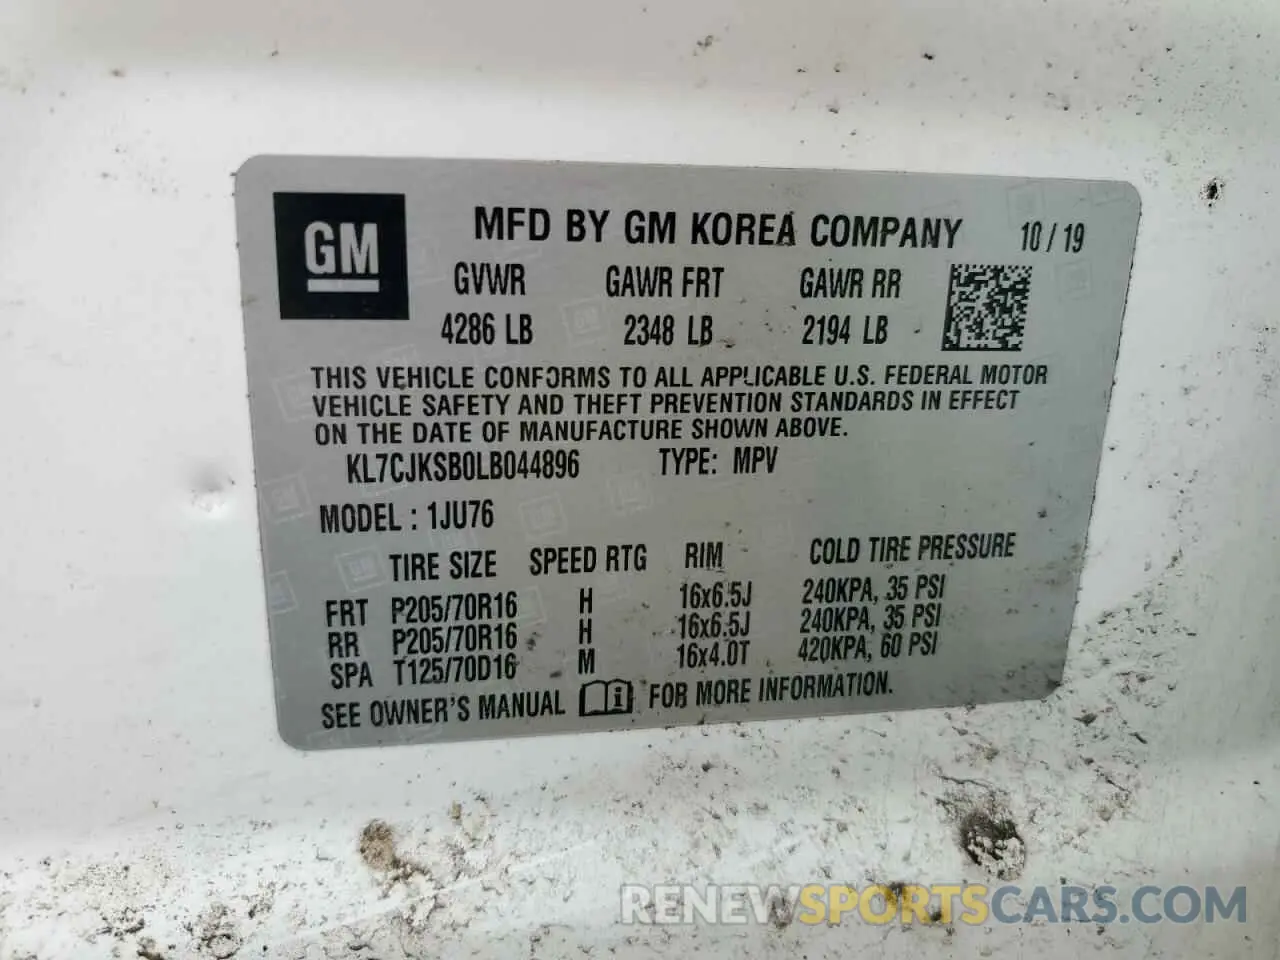 GM
MFD BY GM KOREA COMPANY 10 / 19
GVWR GAWR FRT GAWR RR
4286 LB 2348 LB 2194 LB
THIS VEHICLE CONFORMS TO ALL APPLICABLE U.S. FEDERAL MOTOR
VEHICLE SAFETY AND THEFT PREVENTION STANDARDS IN EFFECT
ON THE DATE OF MANUFACTURE SHOWN ABOVE.
KL7CJKSB0LB044896 TYPE: MPV
MODEL : 1JU76
TIRE SIZE SPEED RTG RIM COLD TIRE PRESSURE
FRT P205/70R16 H 16x6.5J 240KPA, 35 PSI
RR P205/70R16 H 16x6.5J 240KPA, 35 PSI
SPA T125/70D16 M 16x4.0T 420KPA, 60 PSI
SEE OWNER'S MANUAL FOR MORE INFORMATION.
RENEWSPORTSCARS.COM